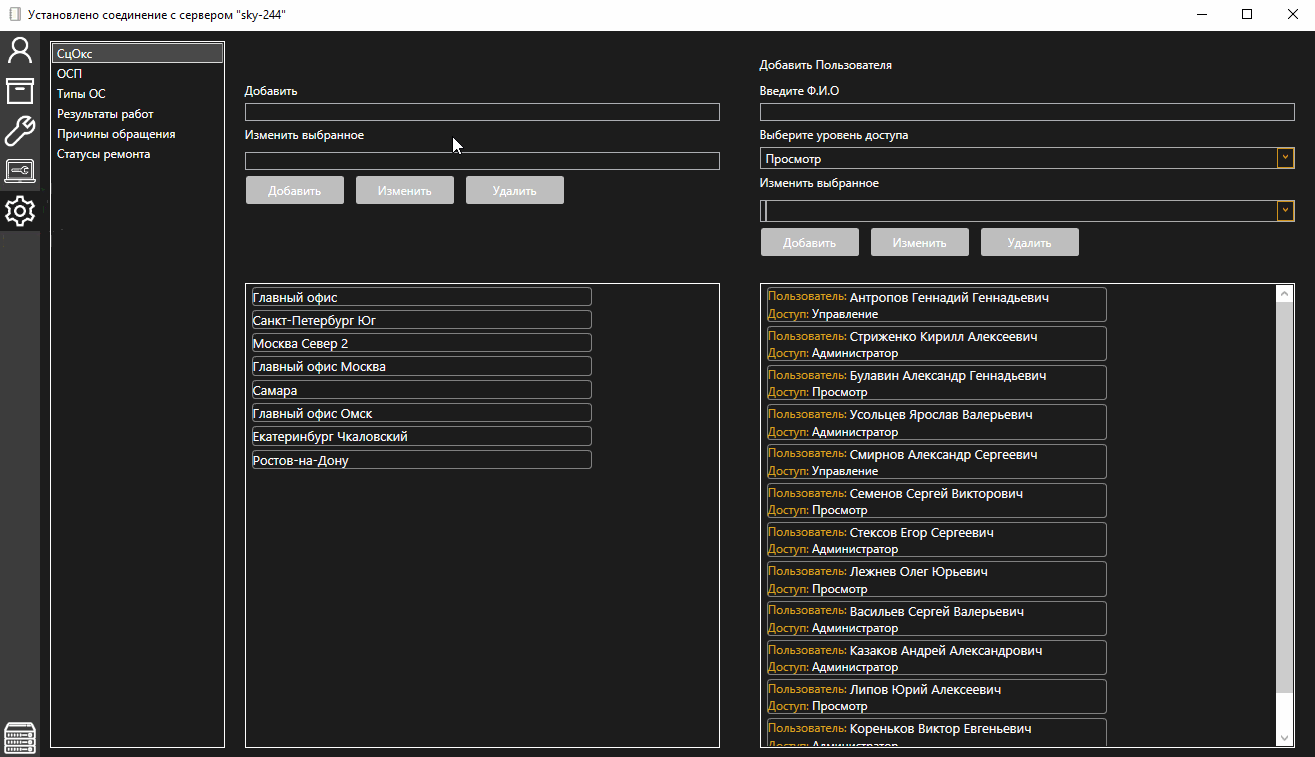 Установлено соединение с сервером "sky-244"
СцОкс
ОСП
Типы ОС
Результаты работ
Причины обращения
Статусы ремонта
Добавить
Изменить выбранное
Добавить
Изменить
Удалить
Главный офис
Санкт-Петербург Юг
Москва Север 2
Главный офис Москва
Самара
Главный офис Омск
Екатеринбург Чкаловский
Ростов-на-Дону
Добавить Пользователя
Введите Ф.И.О
Выберите уровень доступа
Просмотр
Изменить выбранное
Добавить
Изменить
Удалить
Пользователь: Антропов Геннадий Геннадьевич
Доступ: Управление
Пользователь: Стриженко Кирилл Алексеевич
Доступ: Администратор
Пользователь: Булавин Александр Геннадьевич
Доступ: Просмотр
Пользователь: Усольцев Ярослав Валерьевич
Доступ: Администратор
Пользователь: Смирнов Александр Сергеевич
Доступ: Управление
Пользователь: Семенов Сергей Викторович
Доступ: Просмотр
Пользователь: Стексов Егор Сергеевич
Доступ: Администратор
Пользователь: Лежнев Олег Юрьевич
Доступ: Просмотр
Пользователь: Васильев Сергей Валерьевич
Доступ: Администратор
Пользователь: Казаков Андрей Александрович
Доступ: Администратор
Пользователь: Липов Юрий Алексеевич
Доступ: Просмотр
Пользователь: Кореньков Виктор Евгеньевич
Доступ: Администратор